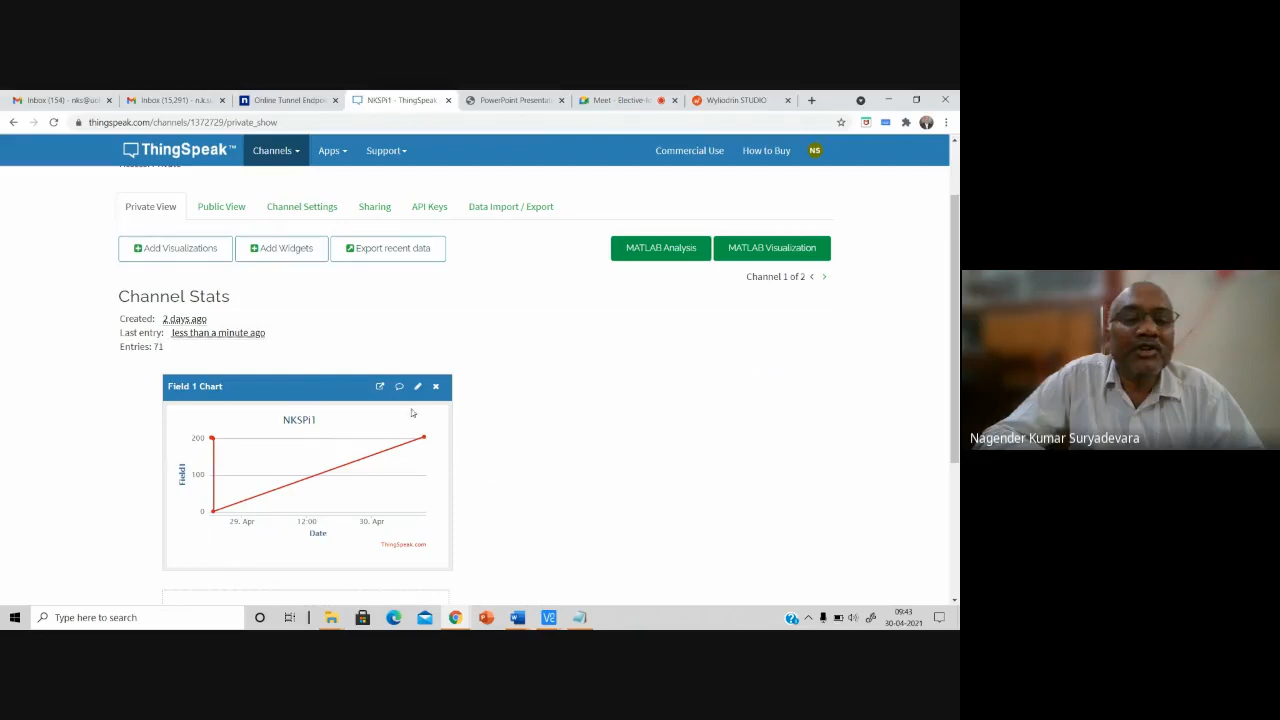 Inbox (154) - nks@uo
Inbox (15,291) - n.k.su
Online Tunnel Endpo
NKSPi1 - ThingSpeak
PowerPoint Presentat
Meet – Elective-I
Wyliodrin STUDIO
thingspeak.com/channels/1372729/private_show
ThingSpeak™
Channels
Apps
Support
Commercial Use
How to Buy
NS
Private View
Public View
Channel Settings
Sharing
API Keys
Data Import / Export
Add Visualizations
Add Widgets
Export recent data
MATLAB Analysis
MATLAB Visualization
Channel 1 of 2 < >
Channel Stats
Created: 2 days ago
Last entry: less than a minute ago
Entries: 71
Field 1 Chart
NKSPi1
Field1
200
100
0
29. Apr
12:00
30. Apr
Date
ThingSpeak.com
Nagender Kumar Suryadevara
Type here to search
09:43
30-04-2021